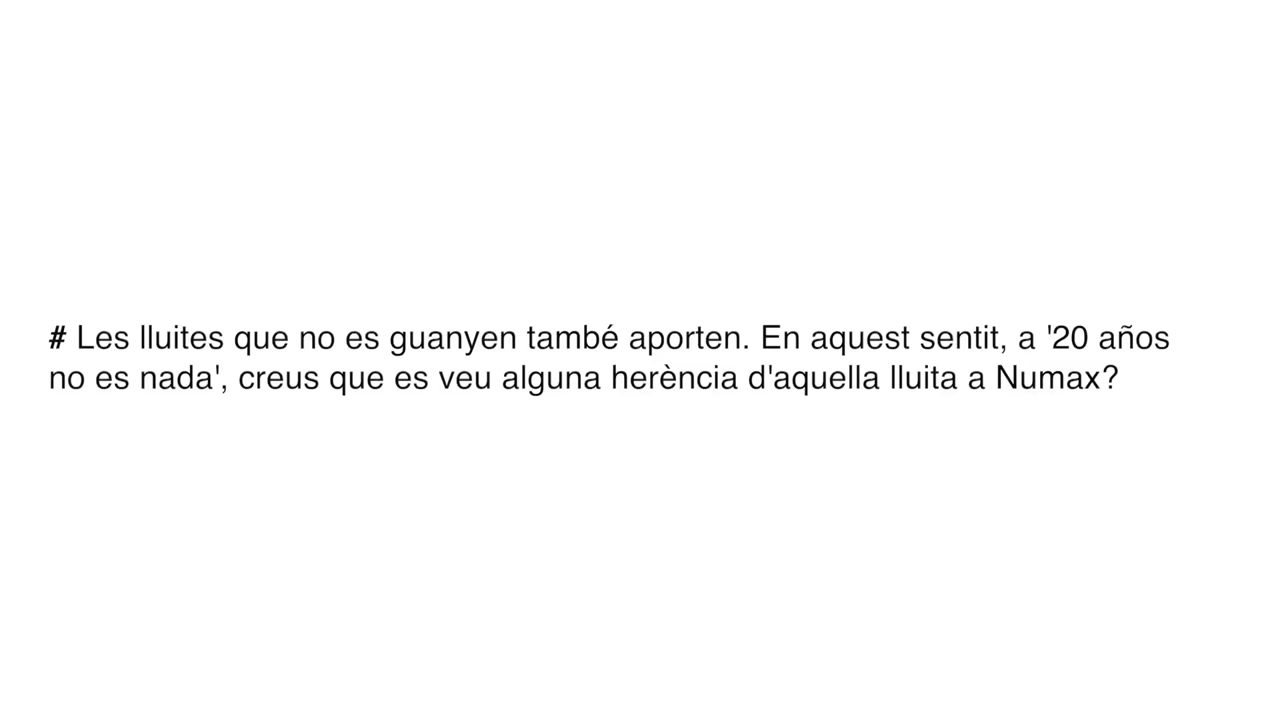 # Les lluites que no es guanyen també aporten. En aquest sentit, a '20 años
no es nada', creus que es veu alguna herència d'aquella lluita a Numax?